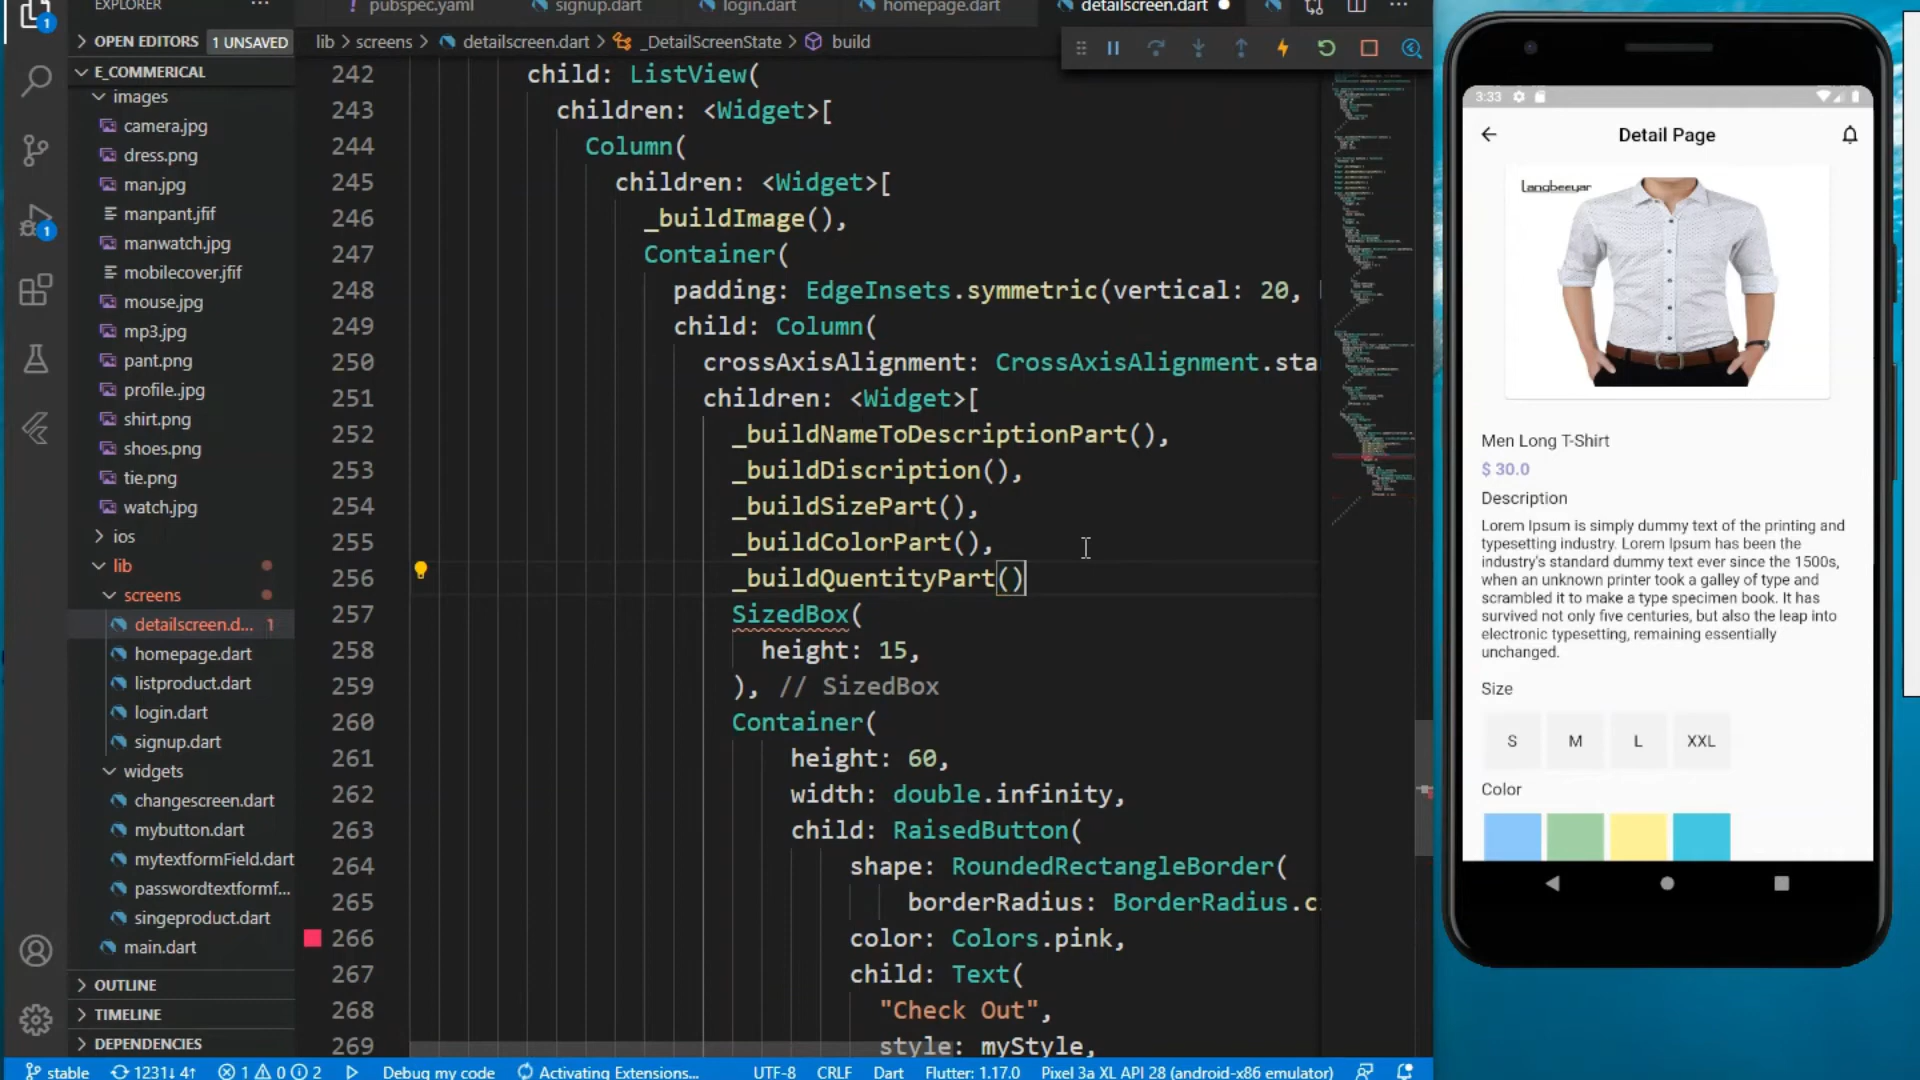 EXPLORER
OPEN EDITORS 1 UNSAVED
E_COMMERICAL
images
camera.jpg
dress.png
man.jpg
manpant.jfif
manwatch.jpg
mobilecover.jfif
mouse.jpg
mp3.jpg
pant.png
profile..jpg
shirt.png
shoes.png
tie.png
watch.jpg
ios
lib
screens
detailscreen.d... 1
homepage.dart
listproduct.dart
login.dart
signup.dart
widgets
changescreen.dart
mybutton.dart
mytextformField.dart
passwordtextformf...
singeproduct.dart
main.dart
OUTLINE
TIMELINE
DEPENDENCIES
1
1
pubspec.yaml signup.dart login.dart homepage.dart detailscreen.dart
lib > screens > detailscreen.dart > _DetailScreenState > build
242 child: ListView(
243 children: <Widget>[
244 Column(
245 children: <Widget>[
246 _buildImage(),
247 Container(
248 padding: EdgeInsets.symmetric(vertical: 20,
249 child: Column(
250 crossAxisAlignment: CrossAxisAlignment.sta
251 children: <Widget>[
252 _buildNameToDescriptionPart(),
253 _buildDiscription(),
254 _buildSizePart(),
255 _buildColorPart(),
256 _buildQuentityPart()
257 SizedBox(
258 height: 15,
259 ), // SizedBox
260 Container(
261 height: 60,
262 width: double.infinity,
263 child: RaisedButton(
264 shape: RoundedRectangleBorder(
265 borderRadius: BorderRadius.c
266 color: Colors.pink,
267 child: Text(
268 "Check Out",
269 style: myStyle,
stable 1231↓ 4↑ 1 0 2 Debug my code Activating Extensions... UTF-8 CRLF Dart Flutter: 1.17.0 Pixel 3a XL API 28 (android-x86 emulator)
3:33
Detail Page
Langbeeyar
Men Long T-Shirt
$ 30.0
Description
Lorem Ipsum is simply dummy text of the printing and
typesetting industry. Lorem Ipsum has been the
industry's standard dummy text ever since the 1500s,
when an unknown printer took a galley of type and
scrambled it to make a type specimen book. It has
survived not only five centuries, but also the leap into
electronic typesetting, remaining essentially
unchanged.
Size
S M L XXL
Color